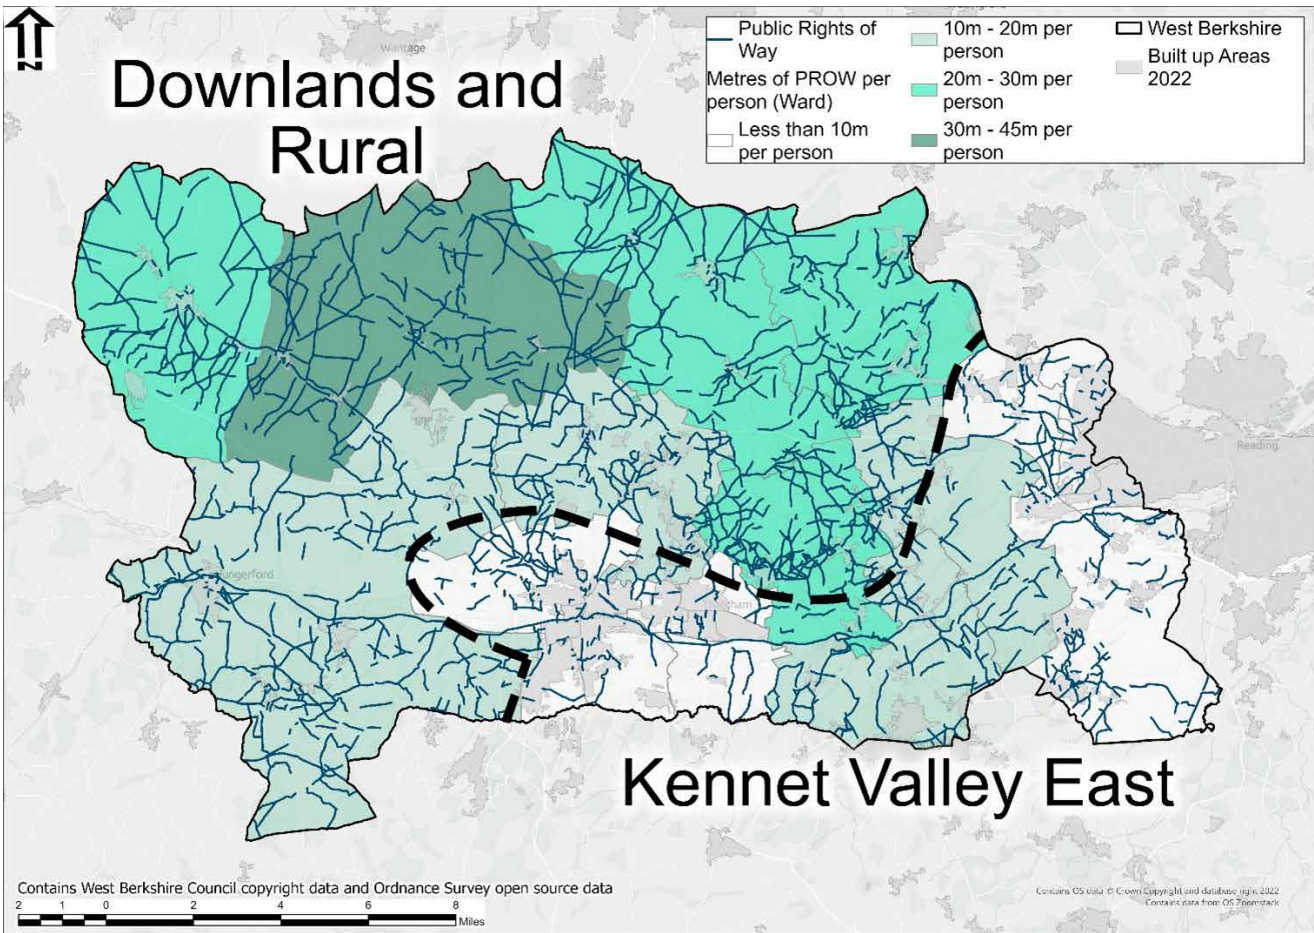 N
Wantage
Downlands and
Rural
Public Rights of
Way
Metres of PROW per
person (Ward)
Less than 10m
per person
10m - 20m per
person
20m - 30m per
person
30m - 45m per
person
West Berkshire
Built up Areas
2022
Reading
Hungerford
Kennet Valley East
Contains West Berkshire Council copyright data and Ordnance Survey open source data
2 1 0 2 4 6 8
Miles
Contains OS data © Crown Copyright and database right 2022
Contains data from OS Zoomstack